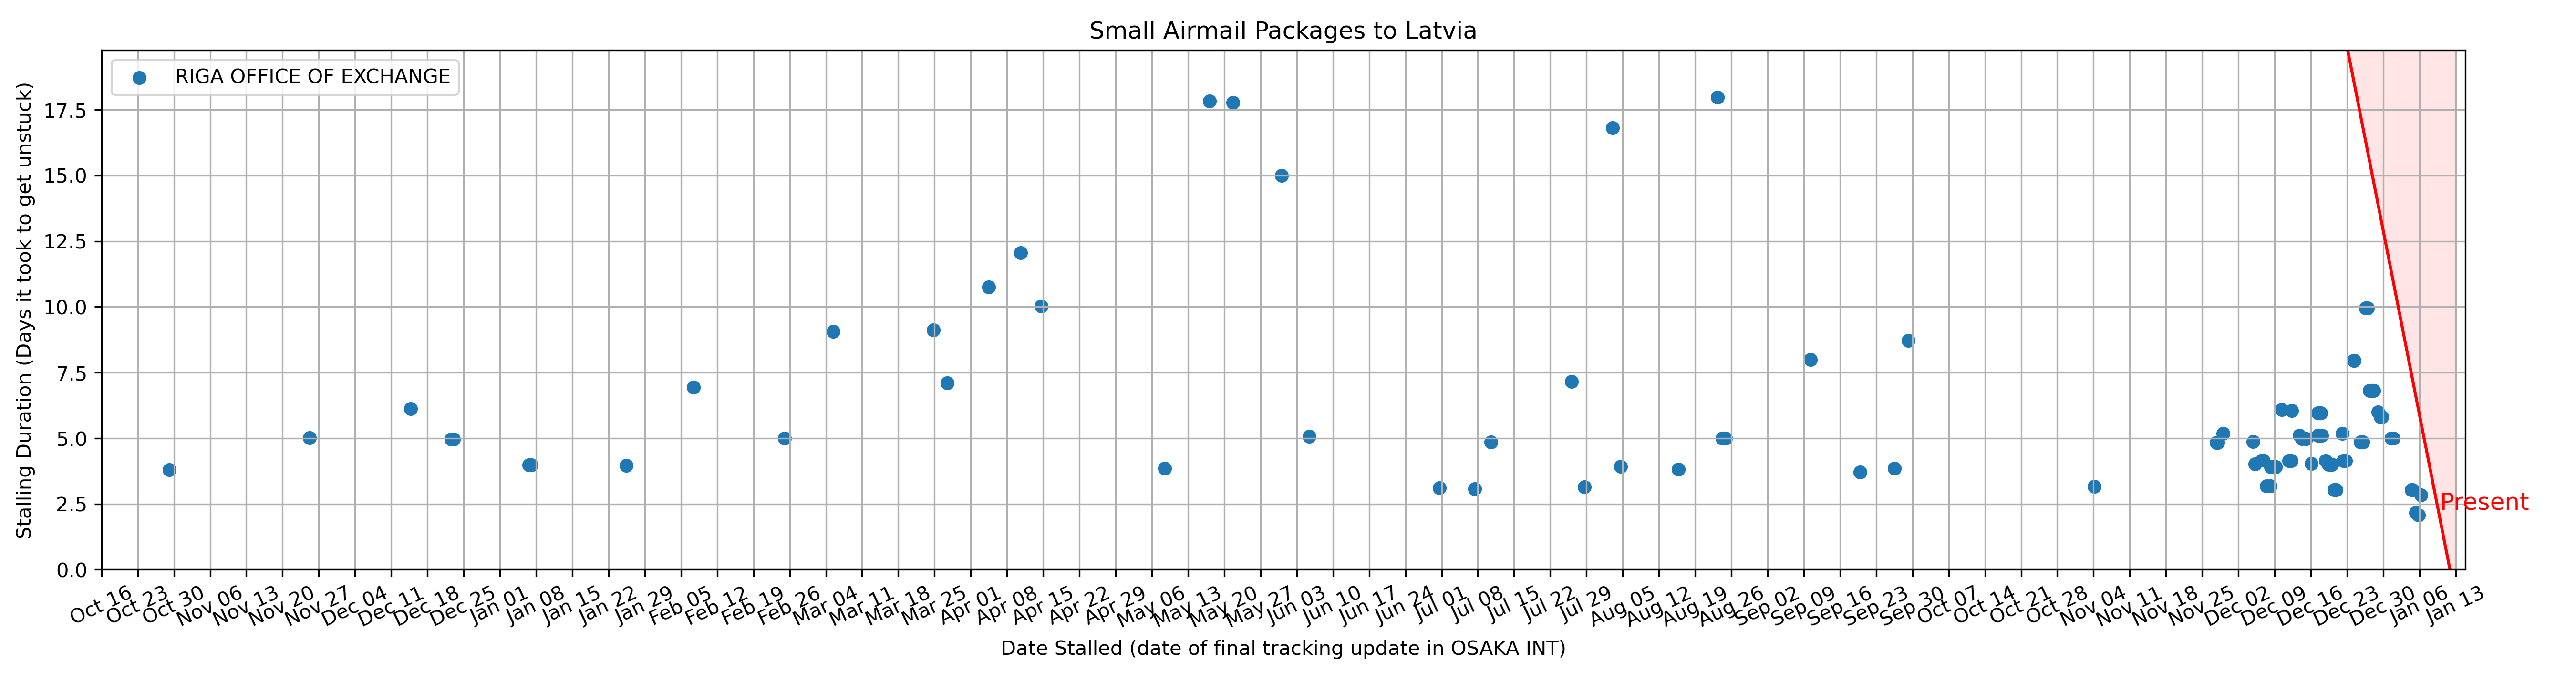 Small Airmail Packages to Latvia
RIGA OFFICE OF EXCHANGE
Stalling Duration (Days it took to get unstuck)
17.5
15.0
12.5
10.0
7.5
5.0
2.5
0.0
Present
Oct 16 Oct 23 Oct 30 Nov 06 Nov 13 Nov 20 Nov 27 Dec 04 Dec 11 Dec 18 Dec 25 Jan 01 Jan 08 Jan 15 Jan 22 Jan 29 Feb 05 Feb 12 Feb 19 Feb 26 Mar 04 Mar 11 Mar 18 Mar 25 Apr 01 Apr 08 Apr 15 Apr 22 Apr 29 May 06 May 13 May 20 May 27 Jun 03 Jun 10 Jun 17 Jun 24 Jul 01 Jul 08 Jul 15 Jul 22 Jul 29 Aug 05 Aug 12 Aug 19 Aug 26 Sep 02 Sep 09 Sep 16 Sep 23 Sep 30 Oct 07 Oct 14 Oct 21 Oct 28 Nov 04 Nov 11 Nov 18 Nov 25 Dec 02 Dec 09 Dec 16 Dec 23 Dec 30 Jan 06 Jan 13
Date Stalled (date of final tracking update in OSAKA INT)